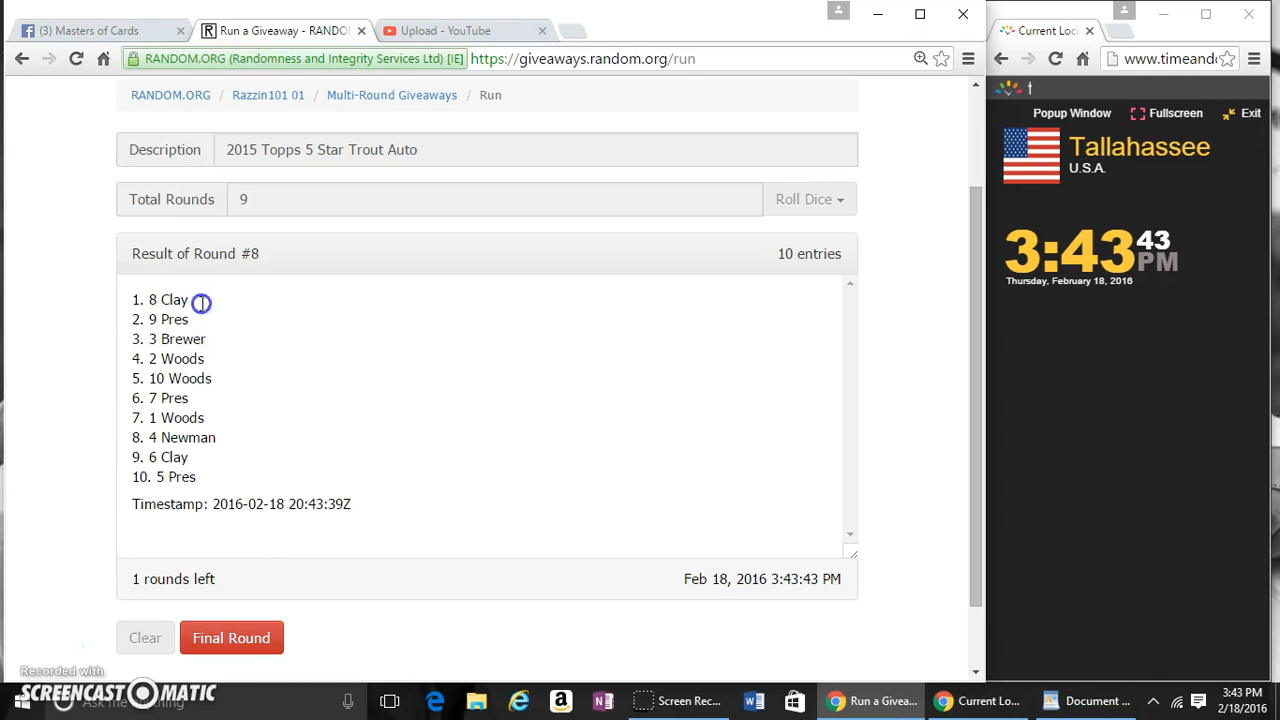 (3) Masters of Cards
Run a Giveaway - RANDO
Upload - YouTube
Current Loc
RANDOM.ORG (Randomness and Integrity Services Ltd) [IE]
https://giveaways.random.org/run
www.timeand
RANDOM.ORG / Razzin101 Multi-Round Giveaways / Run
Popup Window
Fullscreen
Exit
Description
2015 Topps 5 Star Trout Auto
Tallahassee
U.S.A.
Total Rounds
9
Roll Dice
3:43 43 PM
Thursday, February 18, 2016
Result of Round #8
10 entries
1. 8 Clay
2. 9 Pres
3. 3 Brewer
4. 2 Woods
5. 10 Woods
6. 7 Pres
7. 1 Woods
8. 4 Newman
9. 6 Clay
10. 5 Pres
Timestamp: 2016-02-18 20:43:39Z
1 rounds left
Feb 18, 2016 3:43:43 PM
Clear
Final Round
Recorded with
SCREENCAST-O-MATIC
Ask me anything
Screen Rec...
Run a Givea...
Current Lo...
Document ...
3:43 PM
2/18/2016